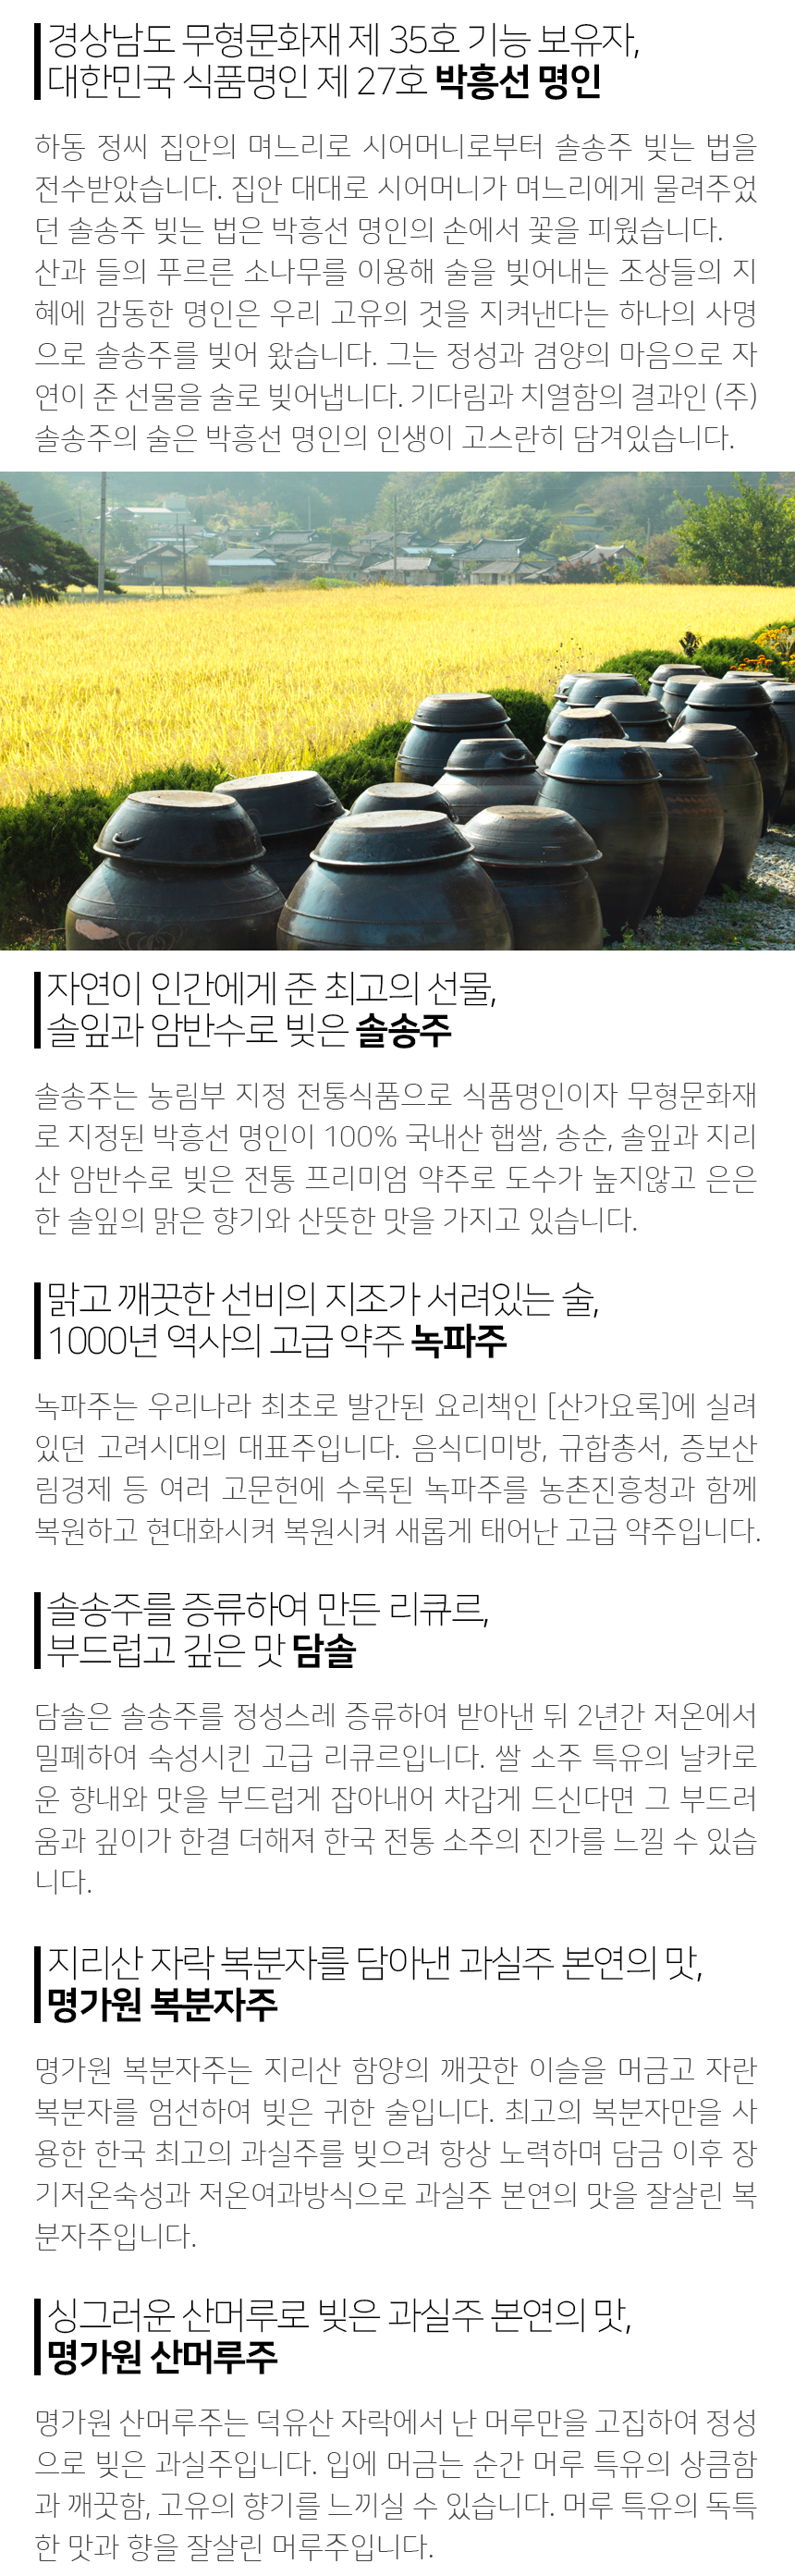 경상남도 무형문화재 제 35호 기능 보유자,
대한민국 식품명인 제 27호 박흥선 명인
하동 정씨 집안의 며느리로 시어머니로부터 솔송주 빚는 법을
전수받았습니다. 집안 대대로 시어머니가 며느리에게 물려주었
던 솔송주 빚는 법은 박흥선 명인의 손에서 꽃을 피웠습니다.
산과 들의 푸르른 소나무를 이용해 술을 빚어내는 조상들의 지
혜에 감동한 명인은 우리 고유의 것을 지켜낸다는 하나의 사명
으로 솔송주를 빚어 왔습니다. 그는 정성과 겸양의 마음으로 자
연이 준 선물을 술로 빚어냅니다. 기다림과 치열함의 결과인 (주)
솔송주의 술은 박흥선 명인의 인생이 고스란히 담겨있습니다.
자연이 인간에게 준 최고의 선물,
솔잎과 암반수로 빚은 솔송주
솔송주는 농림부 지정 전통식품으로 식품명인이자 무형문화재
로 지정된 박흥선 명인이 100% 국내산 햅쌀, 송순, 솔잎과 지리
산 암반수로 빚은 전통 프리미엄 약주로 도수가 높지않고 은은
한 솔잎의 맑은 향기와 산뜻한 맛을 가지고 있습니다.
맑고 깨끗한 선비의 지조가 서려있는 술,
1000년 역사의 고급 약주 녹파주
녹파주는 우리나라 최초로 발간된 요리책인 [산가요록]에 실려
있던 고려시대의 대표주입니다. 음식디미방, 규합총서, 증보산
림경제 등 여러 고문헌에 수록된 녹파주를 농촌진흥청과 함께
복원하고 현대화시켜 복원시켜 새롭게 태어난 고급 약주입니다.
솔송주를 증류하여 만든 리큐르,
부드럽고 깊은 맛 담솔
담솔은 솔송주를 정성스레 증류하여 받아낸 뒤 2년간 저온에서
밀폐하여 숙성시킨 고급 리큐르입니다. 쌀 소주 특유의 날카로
운 향내와 맛을 부드럽게 잡아내어 차갑게 드신다면 그 부드러
움과 깊이가 한결 더해져 한국 전통 소주의 진가를 느낄 수 있습
니다.
지리산 자락 복분자를 담아낸 과실주 본연의 맛,
명가원 복분자주
명가원 복분자주는 지리산 함양의 깨끗한 이슬을 머금고 자란
복분자를 엄선하여 빚은 귀한 술입니다. 최고의 복분자만을 사
용한 한국 최고의 과실주를 빚으려 항상 노력하며 담금 이후 장
기저온숙성과 저온여과방식으로 과실주 본연의 맛을 잘살린 복
분자주입니다.
싱그러운 산머루로 빚은 과실주 본연의 맛,
명가원 산머루주
명가원 산머루주는 덕유산 자락에서 난 머루만을 고집하여 정성
으로 빚은 과실주입니다. 입에 머금는 순간 머루 특유의 상큼함
과 깨끗함, 고유의 향기를 느끼실 수 있습니다. 머루 특유의 독특
한 맛과 향을 잘살린 머루주입니다.